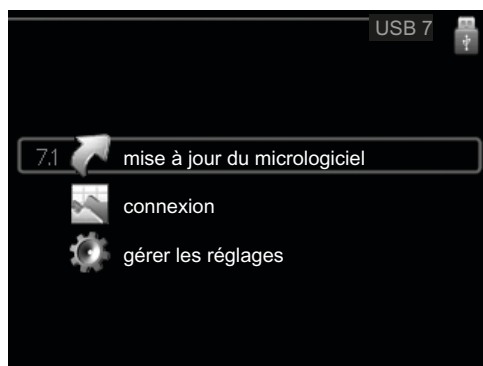 USB 7
7.1 mise à jour du micrologiciel
connexion
gérer les réglages